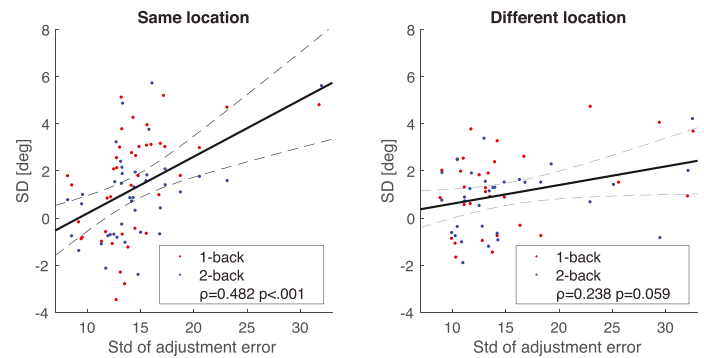 Same location
8
6
4
2
0
-2
-4
SD [deg]
10 15 20 25 30
Std of adjustment error
1-back
2-back
ρ=0.482 p<.001
Different location
8
6
4
2
0
-2
-4
SD [deg]
10 15 20 25 30
Std of adjustment error
1-back
2-back
ρ=0.238 p=0.059